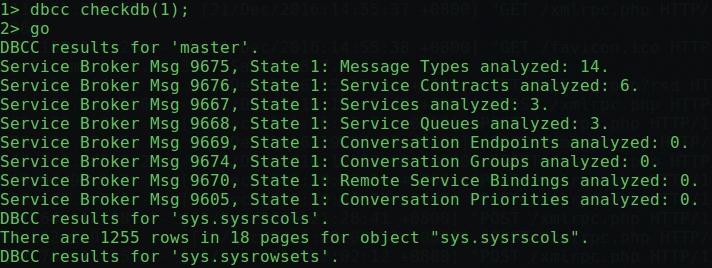 1> dbcc checkdb(1);
2> go
DBCC results for 'master'.
Service Broker Msg 9675, State 1: Message Types analyzed: 14.
Service Broker Msg 9676, State 1: Service Contracts analyzed: 6.
Service Broker Msg 9667, State 1: Services analyzed: 3.
Service Broker Msg 9668, State 1: Service Queues analyzed: 3.
Service Broker Msg 9669, State 1: Conversation Endpoints analyzed: 0.
Service Broker Msg 9674, State 1: Conversation Groups analyzed: 0.
Service Broker Msg 9670, State 1: Remote Service Bindings analyzed: 0.
Service Broker Msg 9605, State 1: Conversation Priorities analyzed: 0.
DBCC results for 'sys.sysrscols'.
There are 1255 rows in 18 pages for object "sys.sysrscols".
DBCC results for 'sys.sysrowsets'.